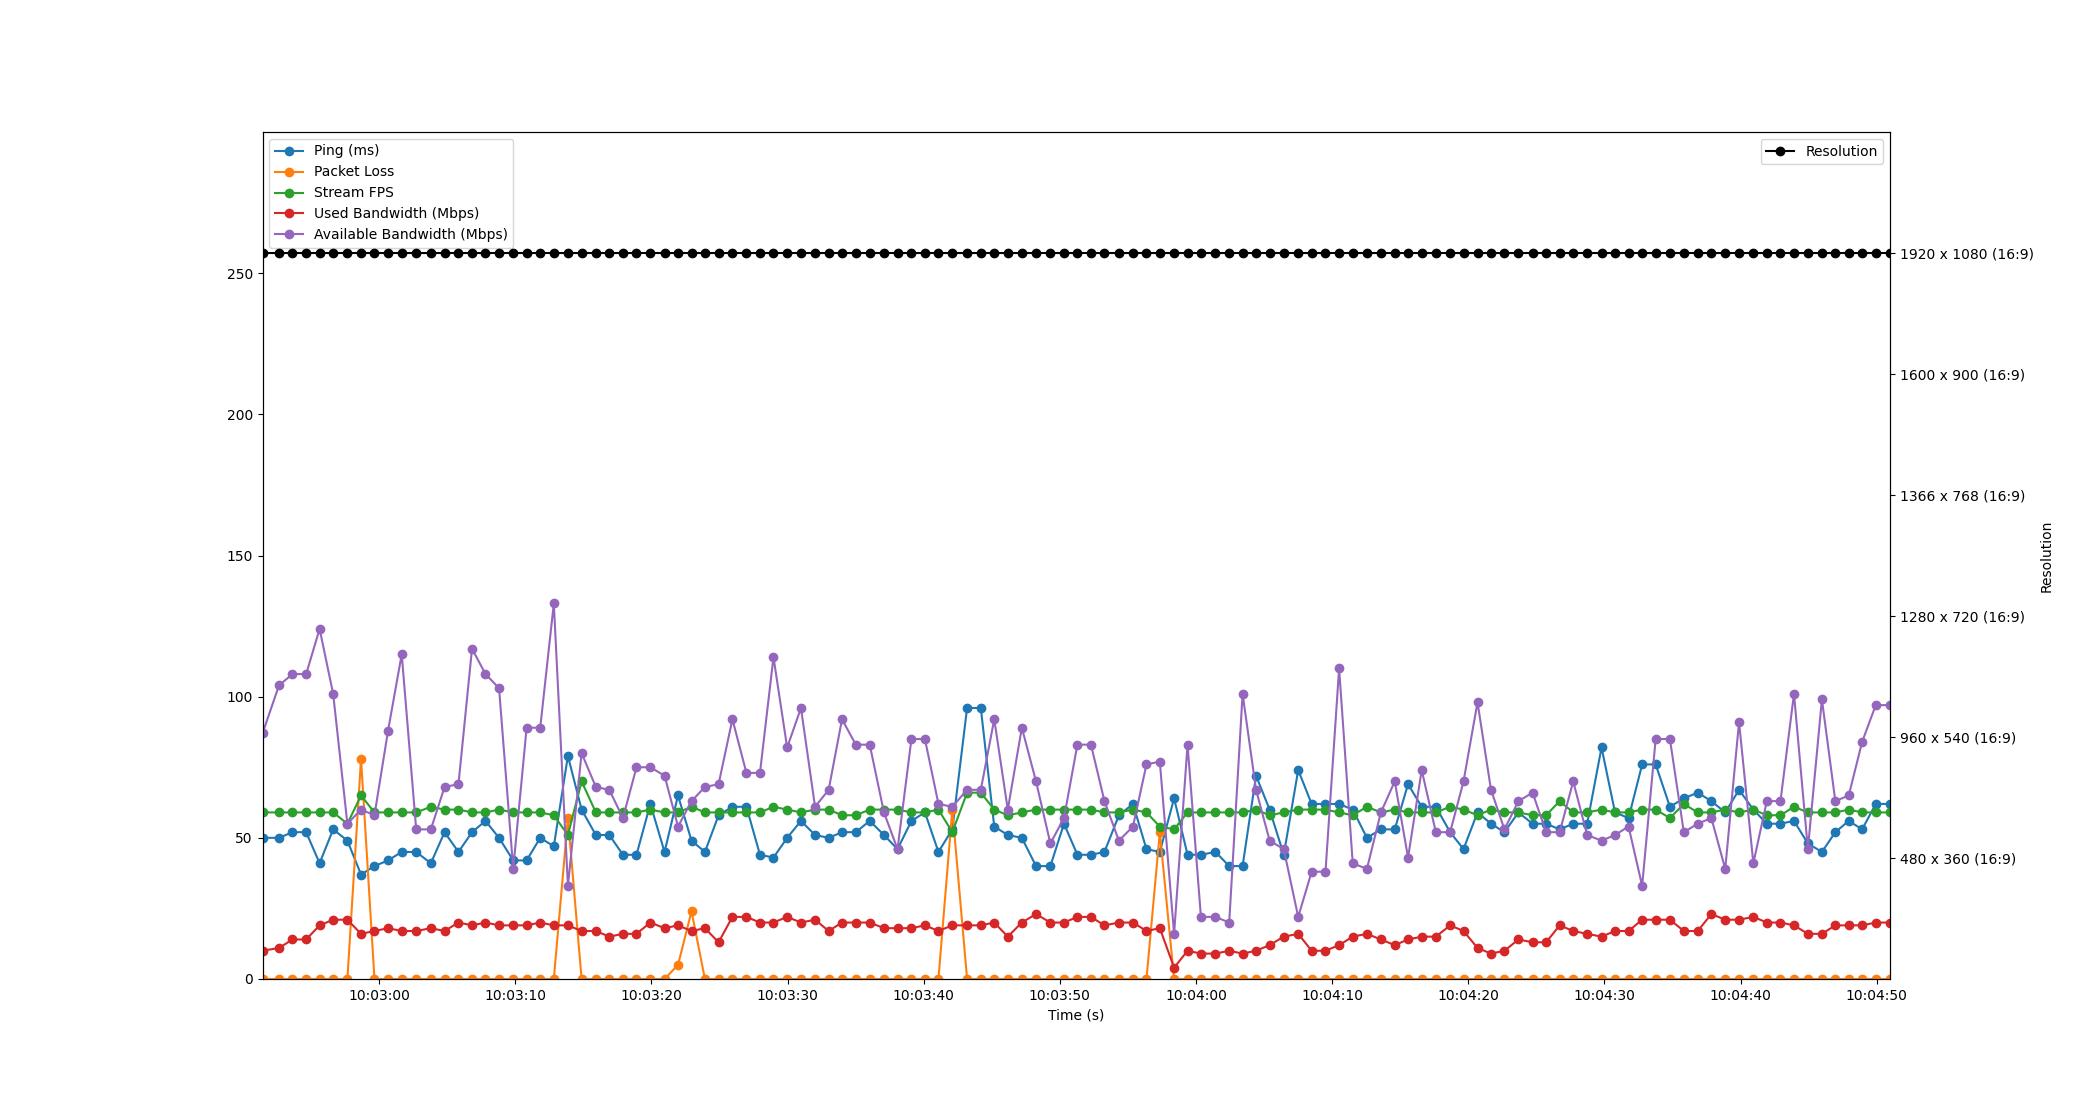 Ping (ms)
Packet Loss
Stream FPS
Used Bandwidth (Mbps)
Available Bandwidth (Mbps)
Resolution
250
200
150
100
50
0
1920 x 1080 (16:9)
1600 x 900 (16:9)
1366 x 768 (16:9)
1280 x 720 (16:9)
960 x 540 (16:9)
480 x 360 (16:9)
Resolution
10:03:00 10:03:10 10:03:20 10:03:30 10:03:40 10:03:50 10:04:00 10:04:10 10:04:20 10:04:30 10:04:40 10:04:50
Time (s)